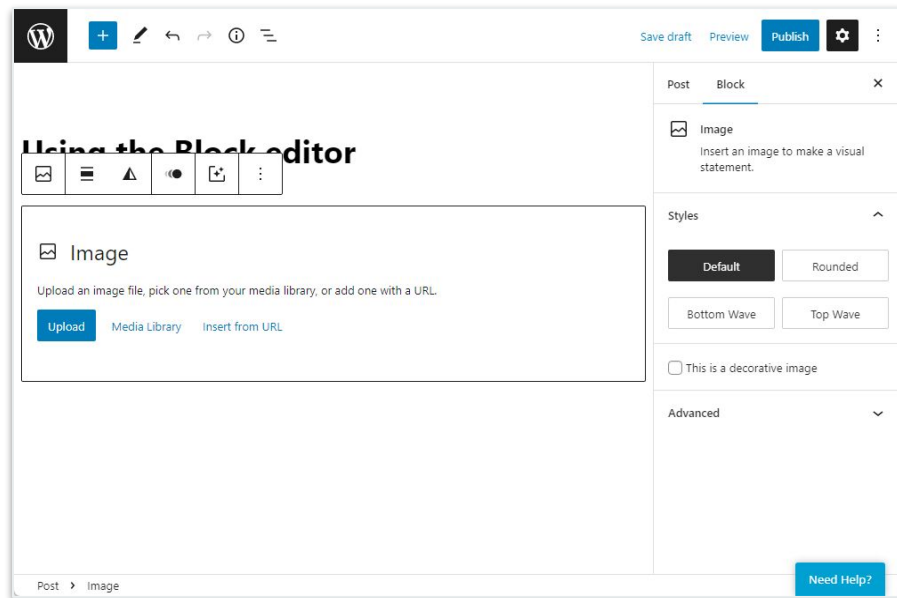 Save draft Preview Publish
Post Block
Using the Block editor
Image
Insert an image to make a visual
statement.
Styles
Default Rounded
Bottom Wave Top Wave
This is a decorative image
Advanced
Image
Upload an image file, pick one from your media library, or add one with a URL.
Upload Media Library Insert from URL
Need Help?
Post > Image